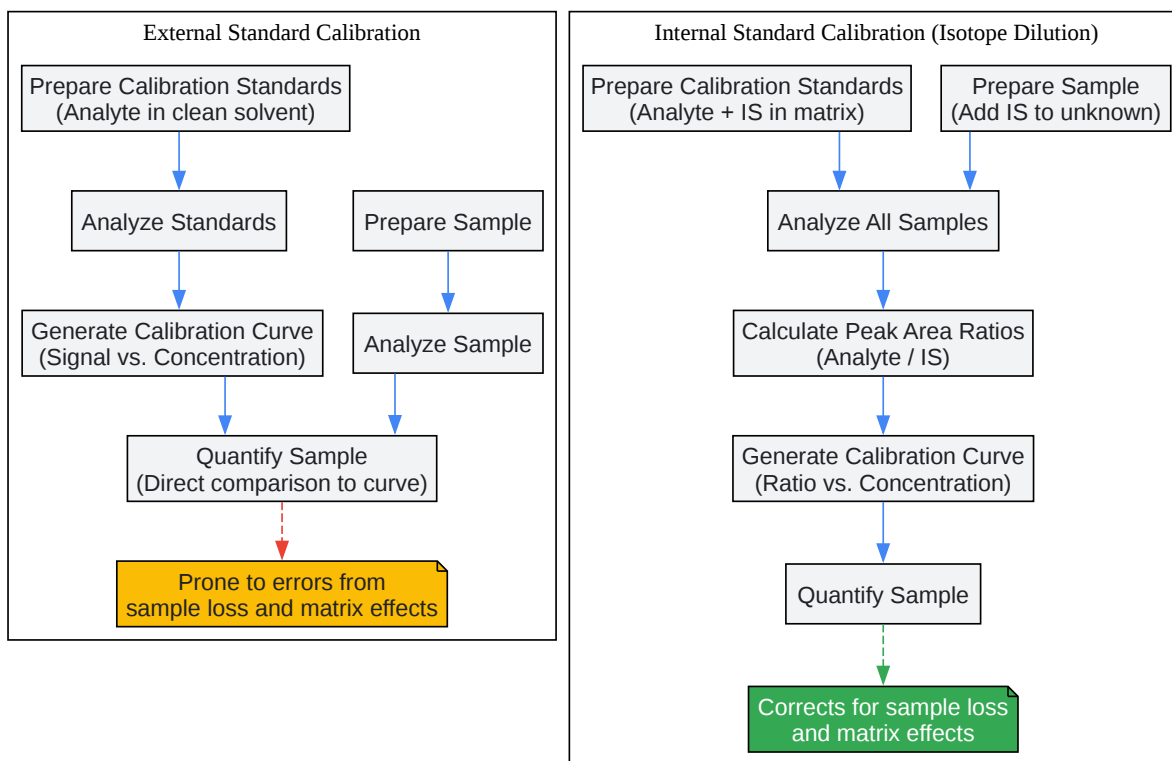 External Standard Calibration
Prepare Calibration Standards
(Analyte in clean solvent)
Analyze Standards
Prepare Sample
Generate Calibration Curve
(Signal vs. Concentration)
Analyze Sample
Quantify Sample
(Direct comparison to curve)
Prone to errors from
sample loss and matrix effects
Internal Standard Calibration (Isotope Dilution)
Prepare Calibration Standards
(Analyte + IS in matrix)
Prepare Sample
(Add IS to unknown)
Analyze All Samples
Calculate Peak Area Ratios
(Analyte / IS)
Generate Calibration Curve
(Ratio vs. Concentration)
Quantify Sample
Corrects for sample loss
and matrix effects